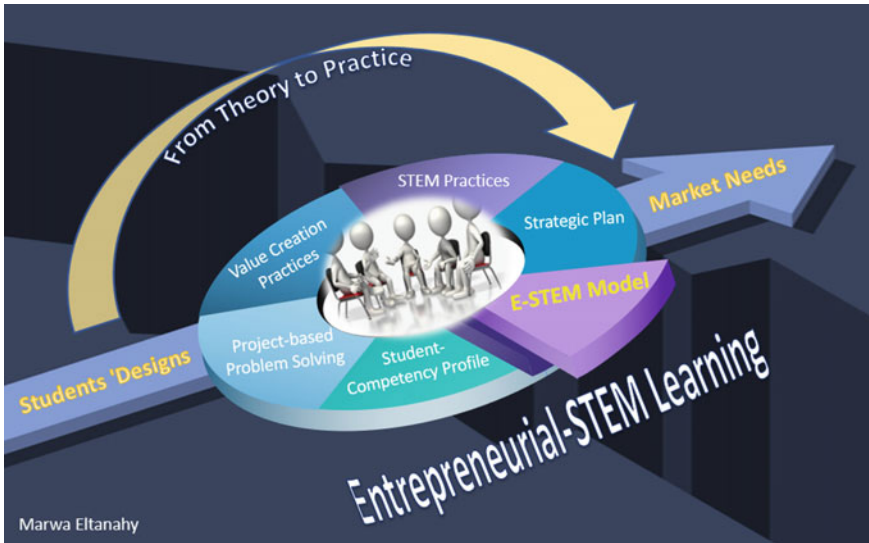 From Theory to Practice
STEM Practices
Market Needs
Strategic Plan
Value Creation
Practices
E-STEM Model
Project-based
Problem Solving
Student-
Competency Profile
Students 'Designs
Entrepreneurial-STEM Learning
Marwa Eltanahy